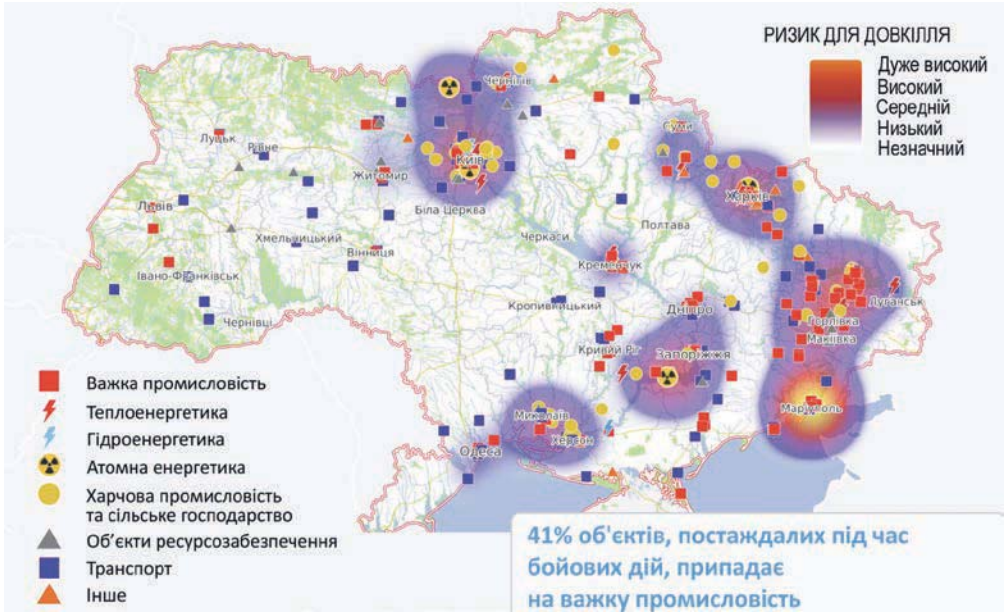 РИЗИК ДЛЯ ДОВКІЛЛЯ
Дуже високий
Високий
Середній
Низький
Незначний
Чернігів
Суми
Луцьк
Рівне
Київ
Житомир
Харків
Львів
Біла Церква
Полтава
Хмельницький
Черкаси
Вінниця
Кременчук
Івано-Франківськ
Кропивницький
Дніпро
Луганськ
Чернівці
Горлівка
Макіївка
Кривий Ріг
Запоріжжя
Маріуполь
Миколаїв
Херсон
Одеса
Важка промисловість
Теплоенергетика
Гідроенергетика
Атомна енергетика
Харчова промисловість
та сільське господарство
Об’єкти ресурсозабезпечення
Транспорт
Інше
41% об'єктів, постаждалих під час
бойових дій, припадає
на важку промисловість